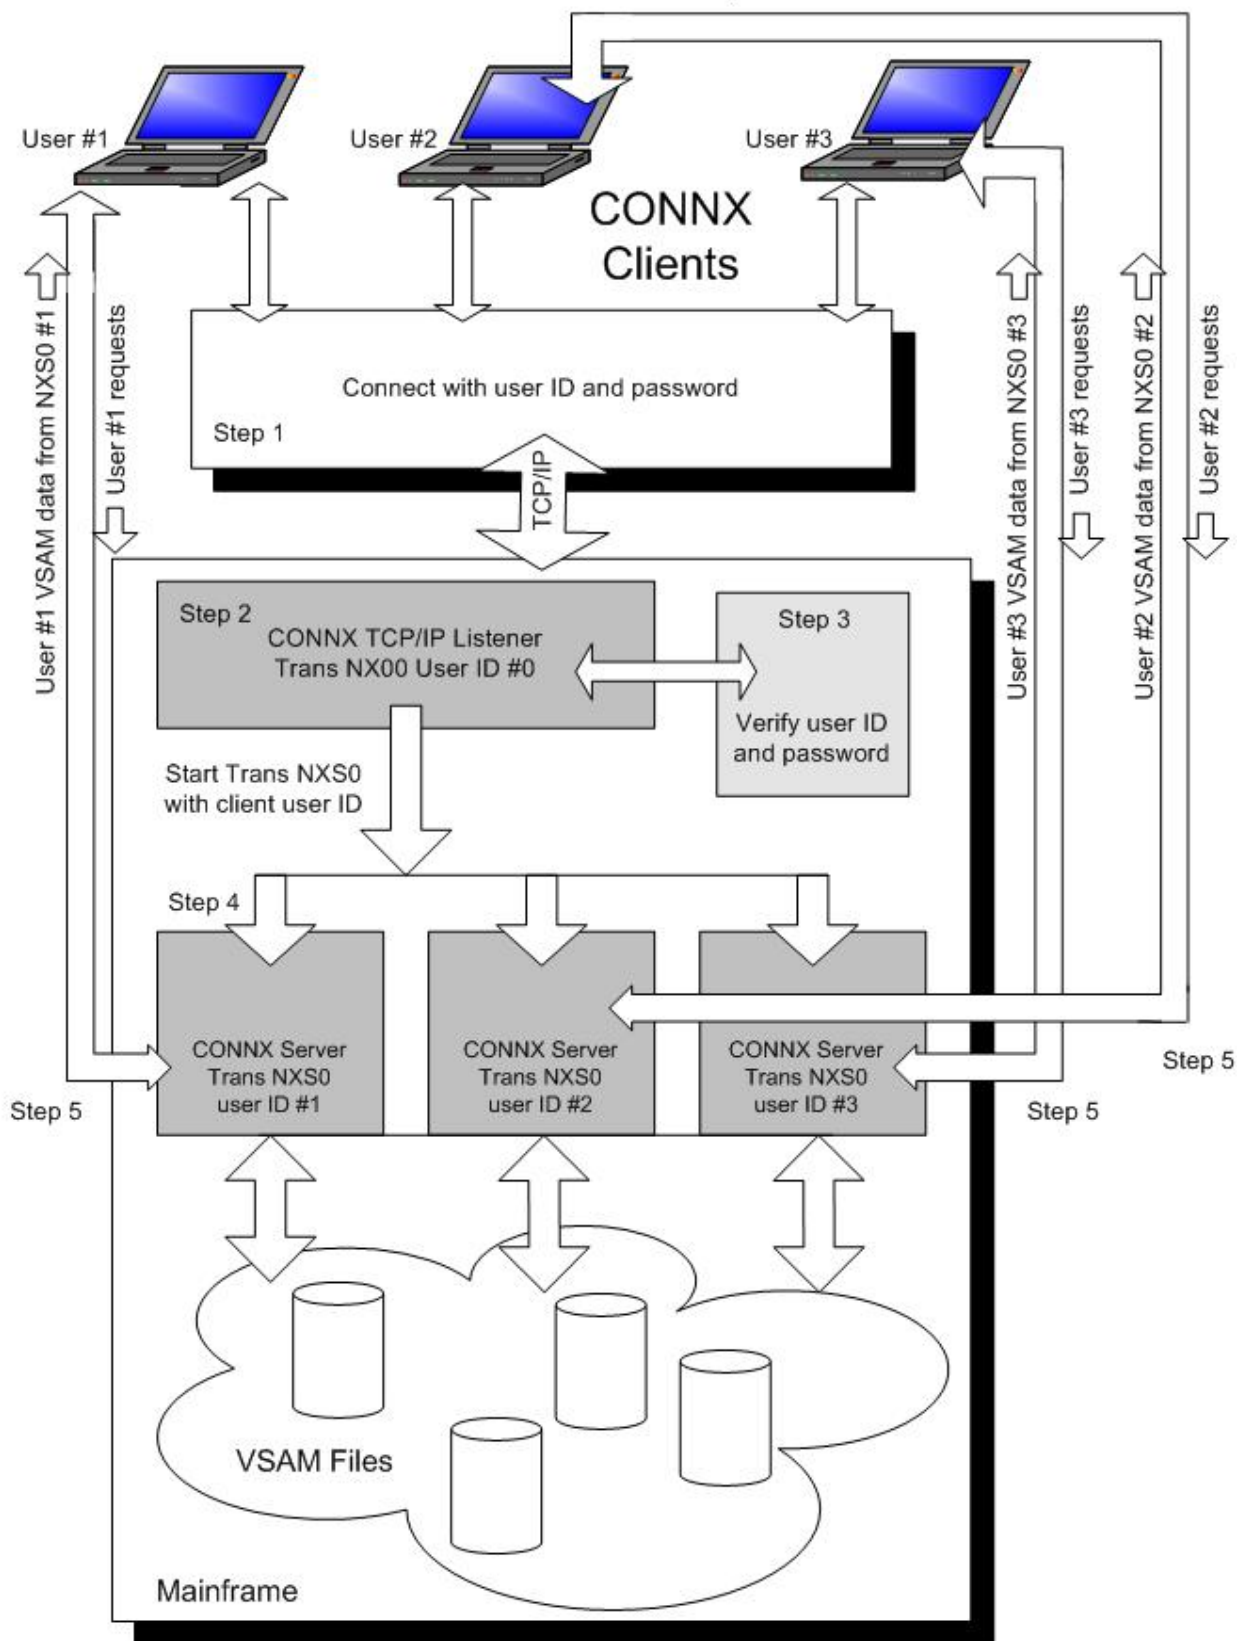 User #1
User #2
User #3
CONNX
Clients
Connect with user ID and password
Step 1
TCP/IP
User #1 VSAM data from NXS0 #1
User #1 requests
User #3 VSAM data from NXS0 #3
User #3 requests
User #2 VSAM data from NXS0 #2
User #2 requests
Step 2
CONNX TCP/IP Listener
Trans NX00 User ID #0
Step 3
Verify user ID
and password
Start Trans NXS0
with client user ID
Step 4
CONNX Server
Trans NXS0
user ID #1
CONNX Server
Trans NXS0
user ID #2
CONNX Server
Trans NXS0
user ID #3
Step 5
Step 5
Step 5
VSAM Files
Mainframe